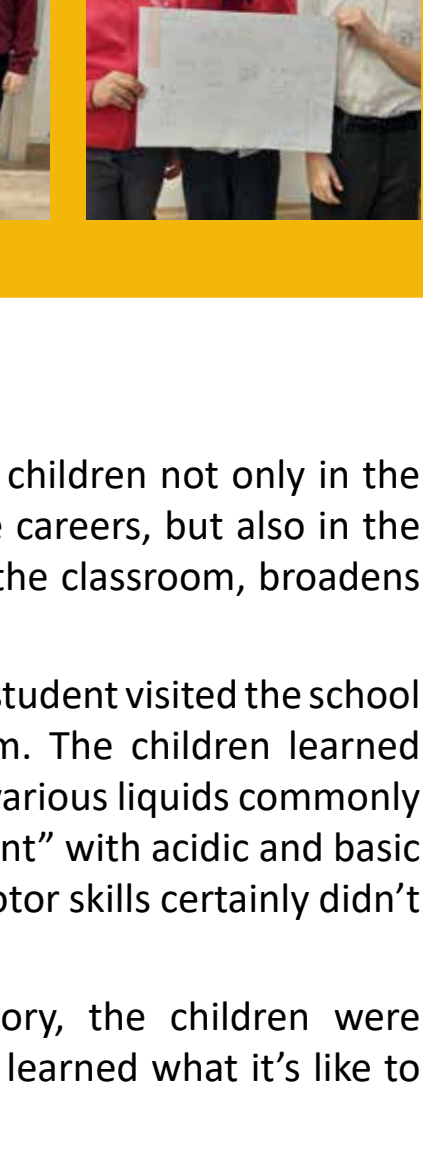 children not only in the
careers, but also in the
the classroom, broadens
student visited the school
The children learned
various liquids commonly
nt” with acidic and basic
skills certainly didn’t
ory, the children were
learned what it’s like to